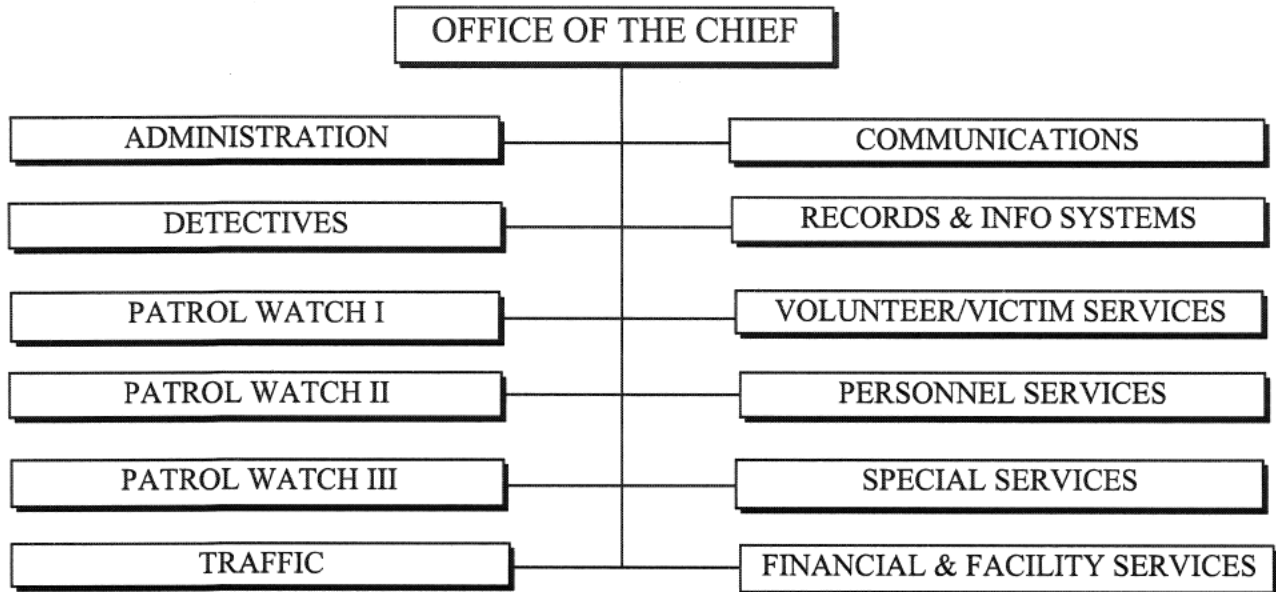 OFFICE OF THE CHIEF
ADMINISTRATION
COMMUNICATIONS
DETECTIVES
RECORDS & INFO SYSTEMS
PATROL WATCH I
VOLUNTEER/VICTIM SERVICES
PATROL WATCH II
PERSONNEL SERVICES
PATROL WATCH III
SPECIAL SERVICES
TRAFFIC
FINANCIAL & FACILITY SERVICES